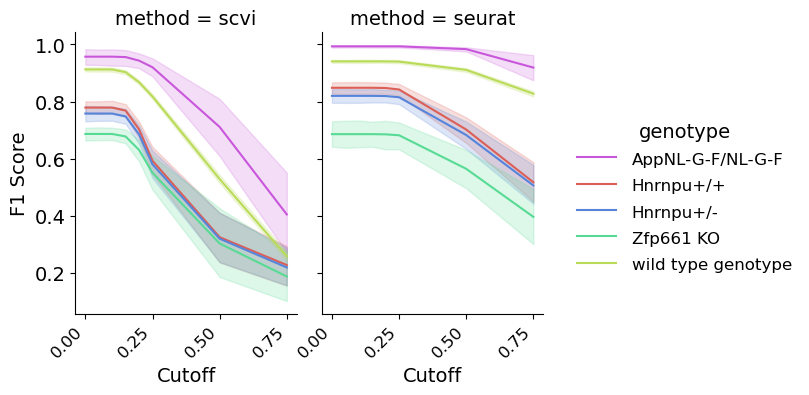 method = scvi
method = seurat
1.0
0.8
0.6
0.4
0.2
F1 Score
0.00
0.25
0.50
0.75
0.00
0.25
0.50
0.75
Cutoff
Cutoff
genotype
AppNL-G-F/NL-G-F
Hnrnpu+/+
Hnrnpu+/-
Zfp661 KO
wild type genotype